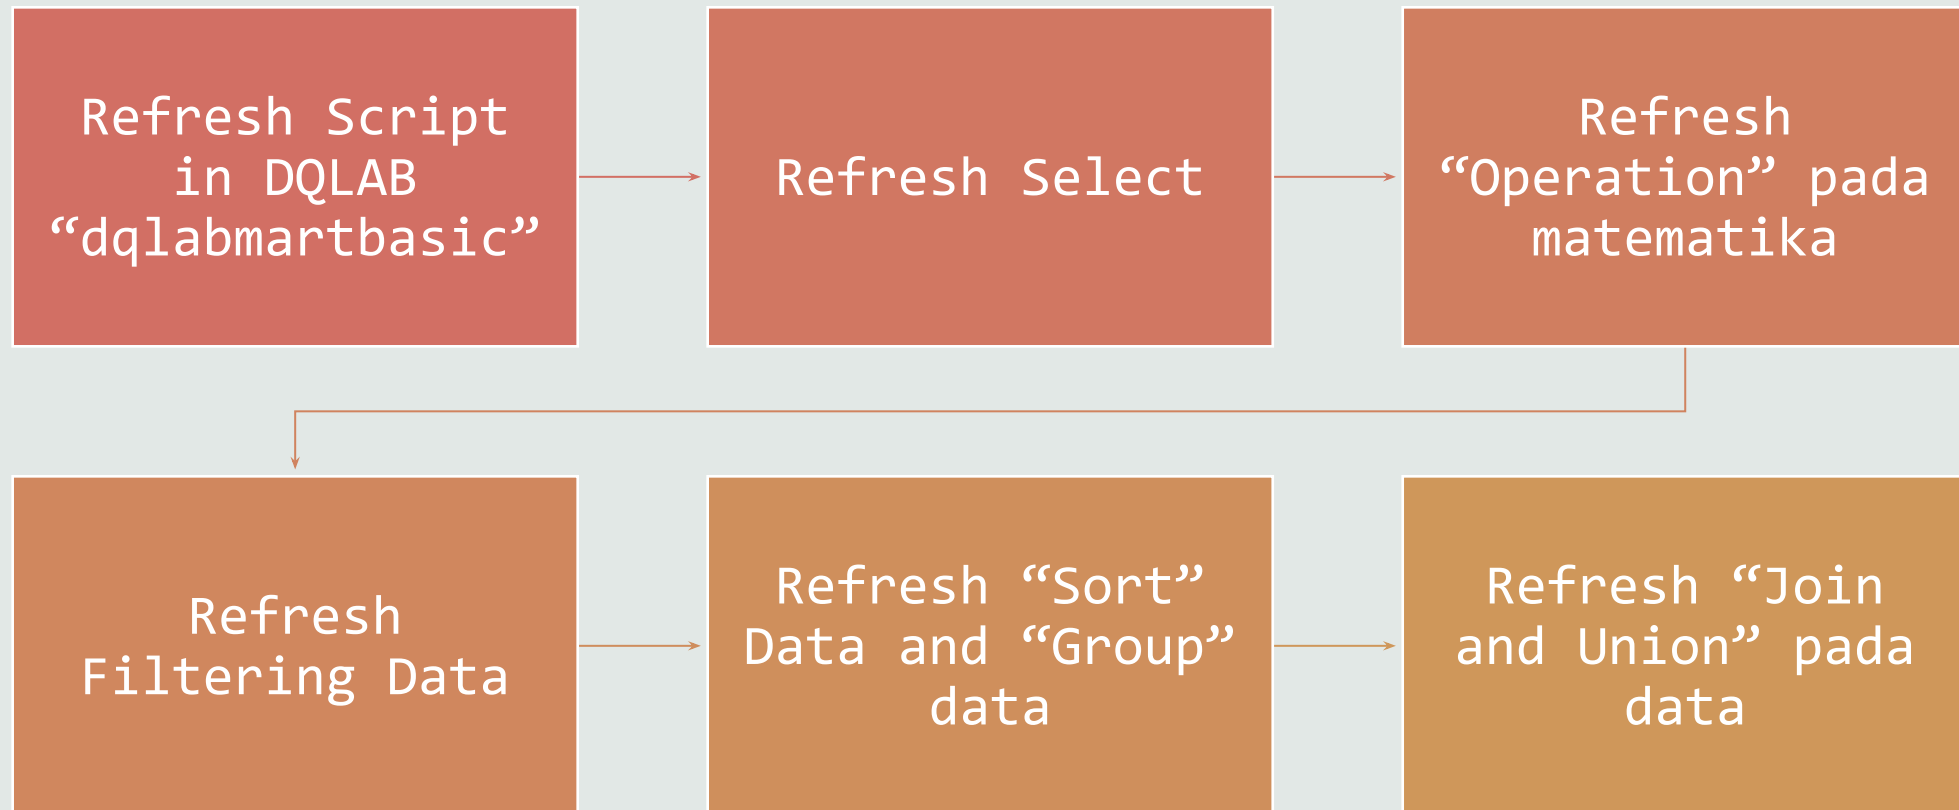 Refresh Script
in DQLAB
“dqlabmartbasic”
Refresh Select
Refresh
“Operation” pada
matematika
Refresh
Filtering Data
Refresh “Sort”
Data and “Group”
data
Refresh “Join
and Union” pada
data